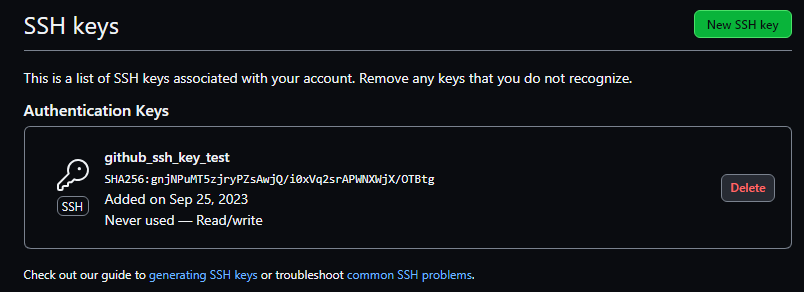 SSH keys
New SSH key
This is a list of SSH keys associated with your account. Remove any keys that you do not recognize.
Authentication Keys
github_ssh_key_test
SHA256:gnjNPuMT5zjryPZsAwjQ/i0xVq2srAPWNXWjX/OTBtg
SSH
Added on Sep 25, 2023
Never used — Read/write
Delete
Check out our guide to generating SSH keys or troubleshoot common SSH problems.